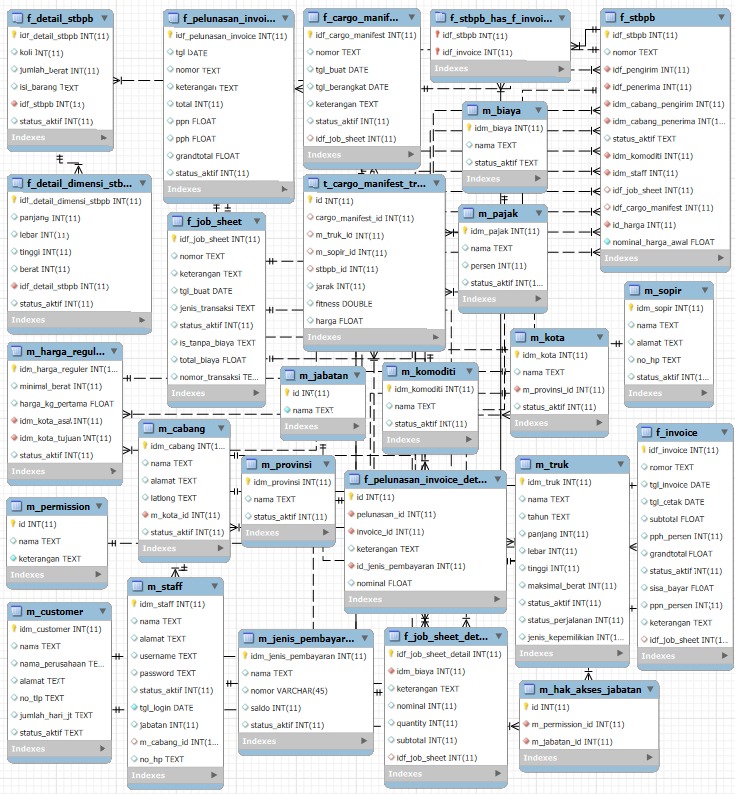 f_detail_stbpb
idf_detail_stbpb INT(11)
koli INT(11)
jumlah_berat INT(11)
isi_barang TEXT
idf_stbpb INT(11)
status_aktif INT(11)
Indexes
f_pelunasan_invoi...
idf_pelunasan_invoice INT(11)
tgl DATE
nomor TEXT
keterangan TEXT
total INT(11)
ppn FLOAT
pph FLOAT
grandtotal FLOAT
status_aktif INT(11)
Indexes
f_cargo_manif...
idf_cargo_manifest INT(11)
nomor TEXT
tgl_buat DATE
tgl_berangkat DATE
keterangan TEXT
status_aktif INT(11)
idf_job_sheet INT(11)
Indexes
f_stbpb_has_f_invoi...
idf_stbpb INT(11)
idf_invoice INT(11)
Indexes
f_stbpb
idf_stbpb INT(11)
nomor TEXT
idf_pengirim INT(11)
idf_penerima INT(11)
idm_cabang_pengirim INT(11)
idm_cabang_penerima INT(1...
status_aktif TEXT
idm_komoditi INT(11)
idm_staff INT(11)
idf_job_sheet INT(11)
idf_cargo_manifest INT(11)
id_harga INT(11)
nominal_harga_awal FLOAT
Indexes
m_biaya
idm_biaya INT(11)
nama TEXT
status_aktif TEXT
Indexes
f_detail_dimensi_stb...
idf_detail_dimensi_stbpb INT(11)
panjang INT(11)
lebar INT(11)
tinggi INT(11)
berat INT(11)
idf_detail_stbpb INT(11)
status_aktif INT(11)
Indexes
f_job_sheet
idf_job_sheet INT(11)
nomor TEXT
keterangan TEXT
tgl_buat DATE
jenis_transaksi TEXT
status_aktif INT(11)
is_tanpa_biaya TEXT
total_biaya FLOAT
nomor_transaksi TE...
Indexes
t_cargo_manifest_tr...
id INT(11)
cargo_manifest_id INT(11)
m_truk_id INT(11)
m_sopir_id INT(11)
stbpb_id INT(11)
jarak INT(11)
fitness DOUBLE
harga FLOAT
Indexes
m_pajak
idm_pajak INT(11)
nama TEXT
persen INT(11)
status_aktif INT(1...
Indexes
m_sopir
idm_sopir INT(11)
nama TEXT
alamat TEXT
no_hp TEXT
status_aktif INT(1...
Indexes
m_harga_regul...
idm_harga_reguler INT(1...
minimal_berat INT(11)
harga_kg_pertama FLOAT
idm_kota_asal INT(11)
idm_kota_tujuan INT(11)
status_aktif INT(11)
Indexes
m_jabatan
id INT(11)
nama TEXT
Indexes
m_komoditi
idm_komoditi INT(11)
nama TEXT
status_aktif INT(11)
Indexes
m_kota
idm_kota INT(11)
nama TEXT
m_provinsi_id INT(11)
status_aktif INT(11)
Indexes
m_cabang
idm_cabang INT(1...
nama TEXT
alamat TEXT
latlong TEXT
m_kota_id INT(11)
status_aktif INT(11)
Indexes
m_provinsi
idm_provinsi INT(11)
nama TEXT
status_aktif INT(11)
Indexes
f_pelunasan_invoice_det...
id INT(11)
pelunasan_id INT(11)
invoice_id INT(11)
keterangan TEXT
id_jenis_pembayaran INT(11)
nominal FLOAT
Indexes
m_truk
idm_truk INT(11)
nama TEXT
tahun TEXT
panjang INT(11)
lebar INT(11)
tinggi INT(11)
maksimal_berat INT(11)
status_aktif INT(11)
status_perjalanan INT(11)
jenis_kepemilikian INT(11)
Indexes
f_invoice
idf_invoice INT(11)
nomor TEXT
tgl_invoice DATE
tgl_cetak DATE
subtotal FLOAT
pph_persen INT(11)
grandtotal FLOAT
status_aktif INT(11)
sisa_bayar FLOAT
ppn_persen INT(11)
keterangan TEXT
idf_job_sheet INT(1...
Indexes
m_permission
id INT(11)
nama TEXT
keterangan TEXT
Indexes
m_staff
idm_staff INT(11)
nama TEXT
alamat TEXT
username TEXT
password TEXT
status_aktif INT(11)
tgl_login DATE
jabatan INT(11)
m_cabang_id INT(1...
no_hp TEXT
Indexes
m_customer
idm_customer INT(11)
nama TEXT
nama_perusahaan TE...
alamat TEXT
no_tlp TEXT
jumlah_hari_jt TEXT
status_aktif TEXT
Indexes
m_jenis_pembayar...
idm_jenis_pembayaran INT(11)
nama TEXT
nomor VARCHAR(45)
saldo INT(11)
status_aktif INT(11)
Indexes
f_job_sheet_det...
idf_job_sheet_detail INT(11)
idm_biaya INT(11)
keterangan TEXT
nominal INT(11)
quantity INT(11)
subtotal INT(11)
idf_job_sheet INT(11)
Indexes
m_hak_akses_jabatan
id INT(11)
m_permission_id INT(11)
m_jabatan_id INT(11)
Indexes